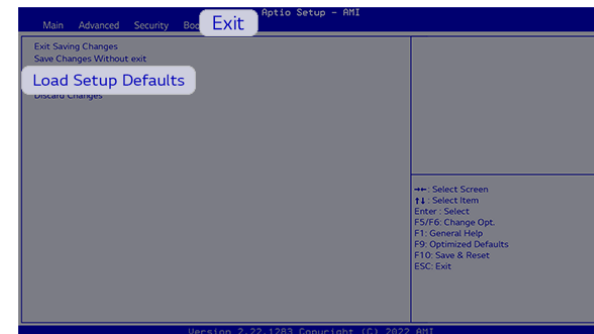 Aptio Setup - AMI
Main Advanced Security Exit
Exit Saving Changes
Save Changes Without exit
Load Setup Defaults
Discard Changes
→←: Select Screen
↑↓: Select Item
Enter : Select
F5/F6: Change Opt.
F1: General Help
F9: Optimized Defaults
F10: Save & Reset
ESC: Exit
Version 2.22.1283 Copyright (C) 2022 AMI